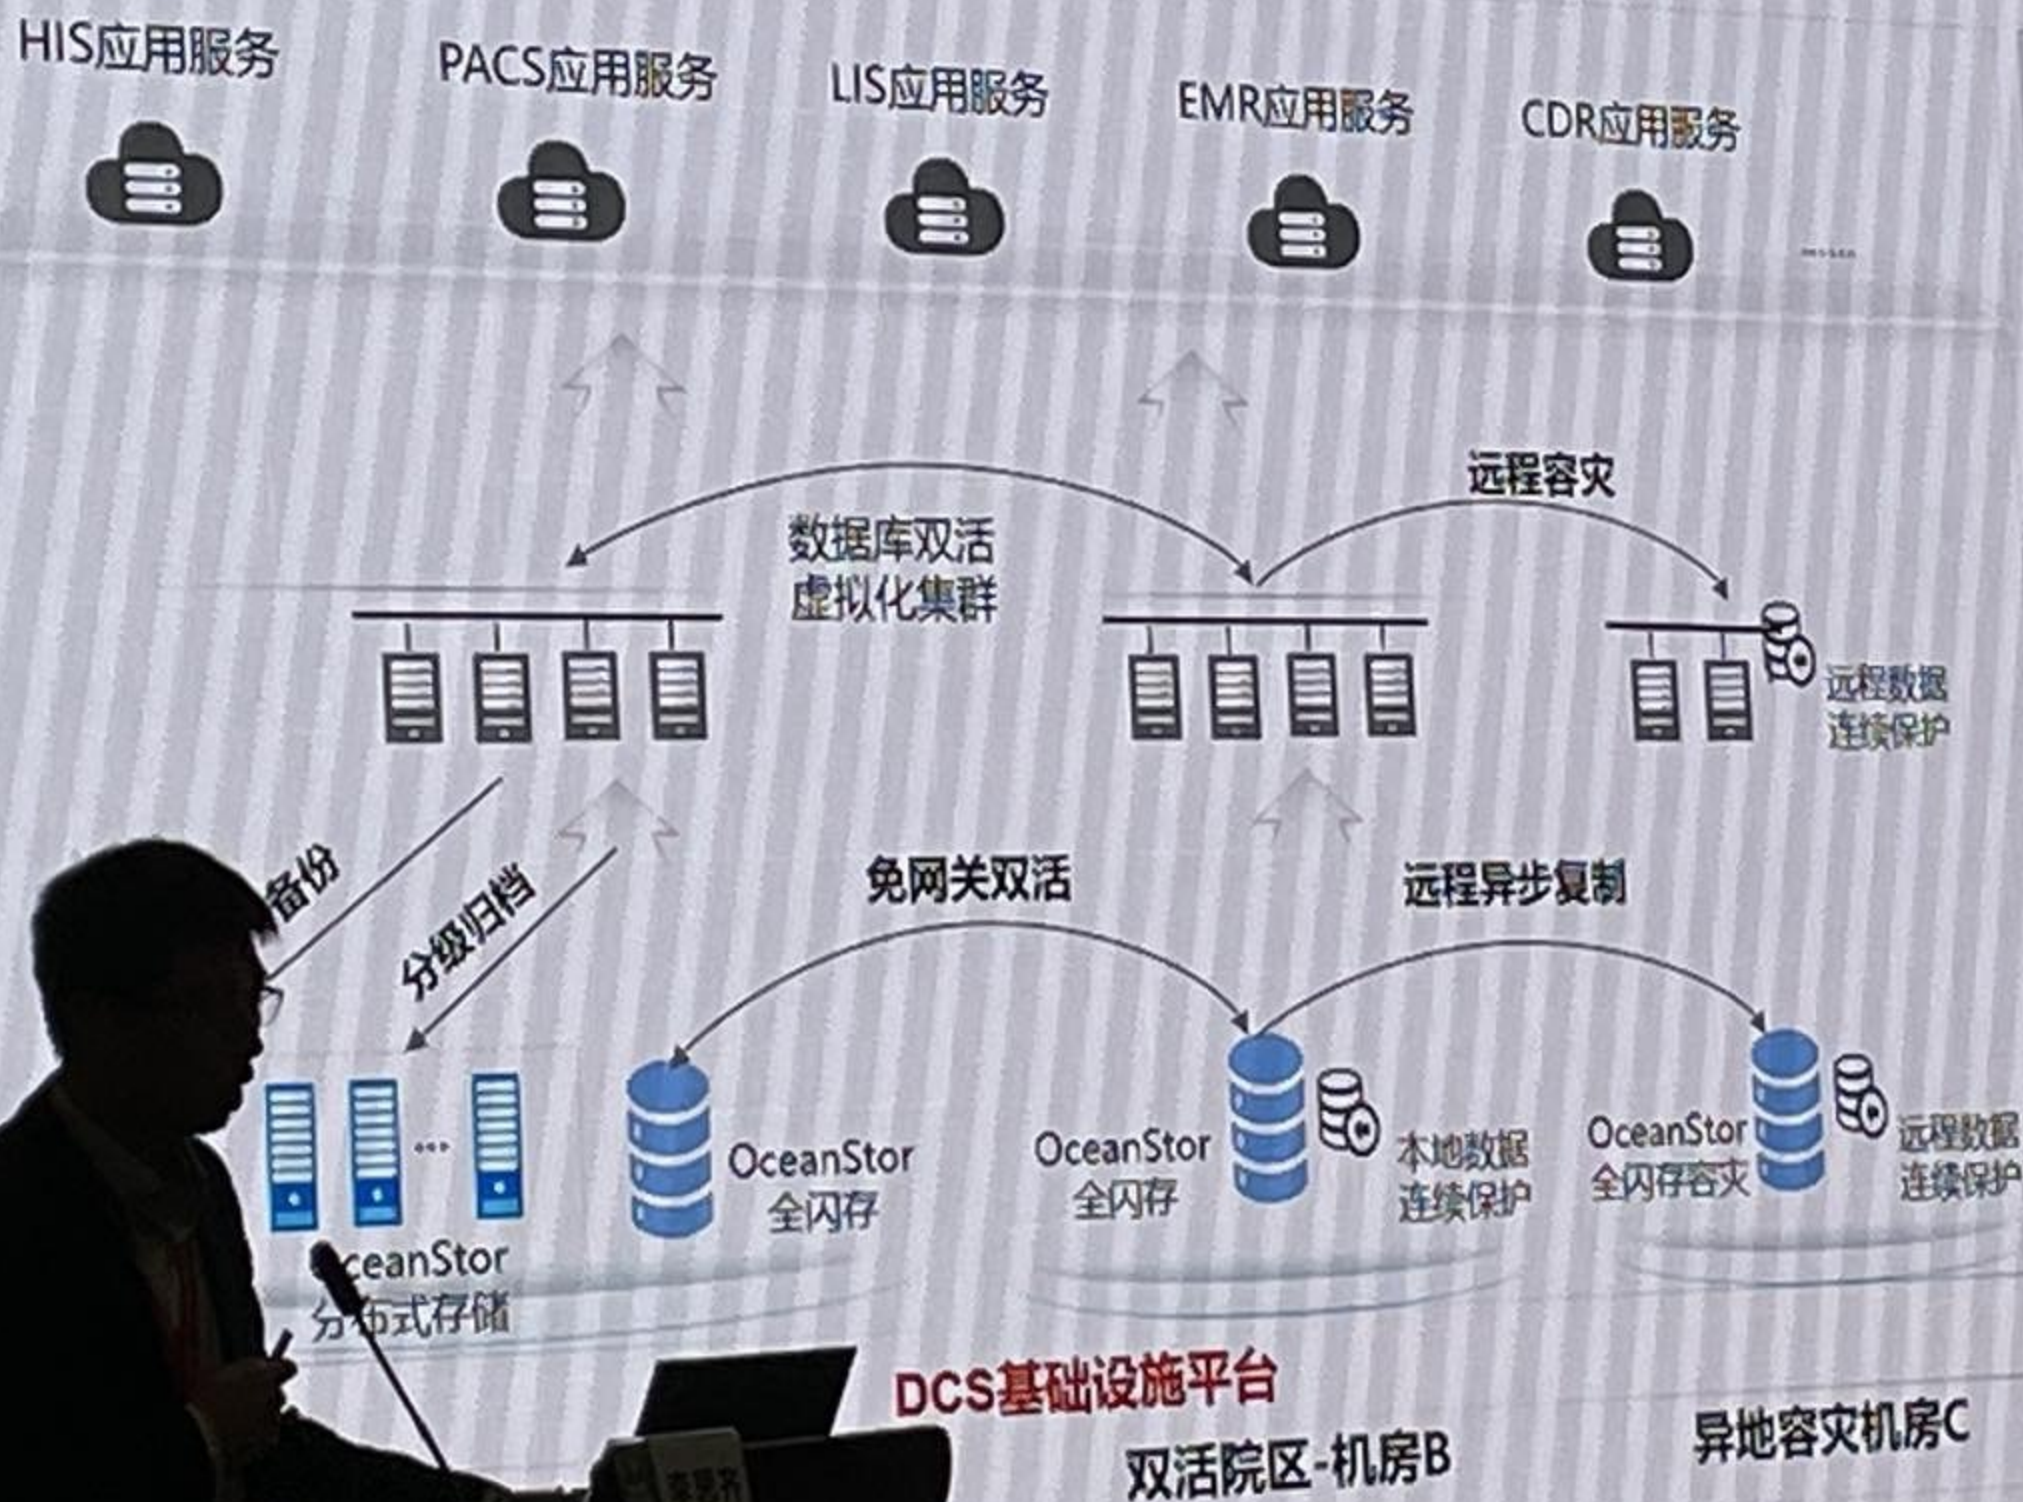 HIS应用服务
PACS应用服务
LIS应用服务
EMR应用服务
CDR应用服务
远程容灾
数据库双活
虚拟化集群
远程数据
连续保护
备份
分级归档
免网关双活
远程异步复制
OceanStor
全闪存
OceanStor
全闪存
本地数据
连续保护
OceanStor
全闪存容灾
远程数据
连续保护
ceanStor
分布式存储
DCS基础设施平台
双活院区-机房B
异地容灾机房C